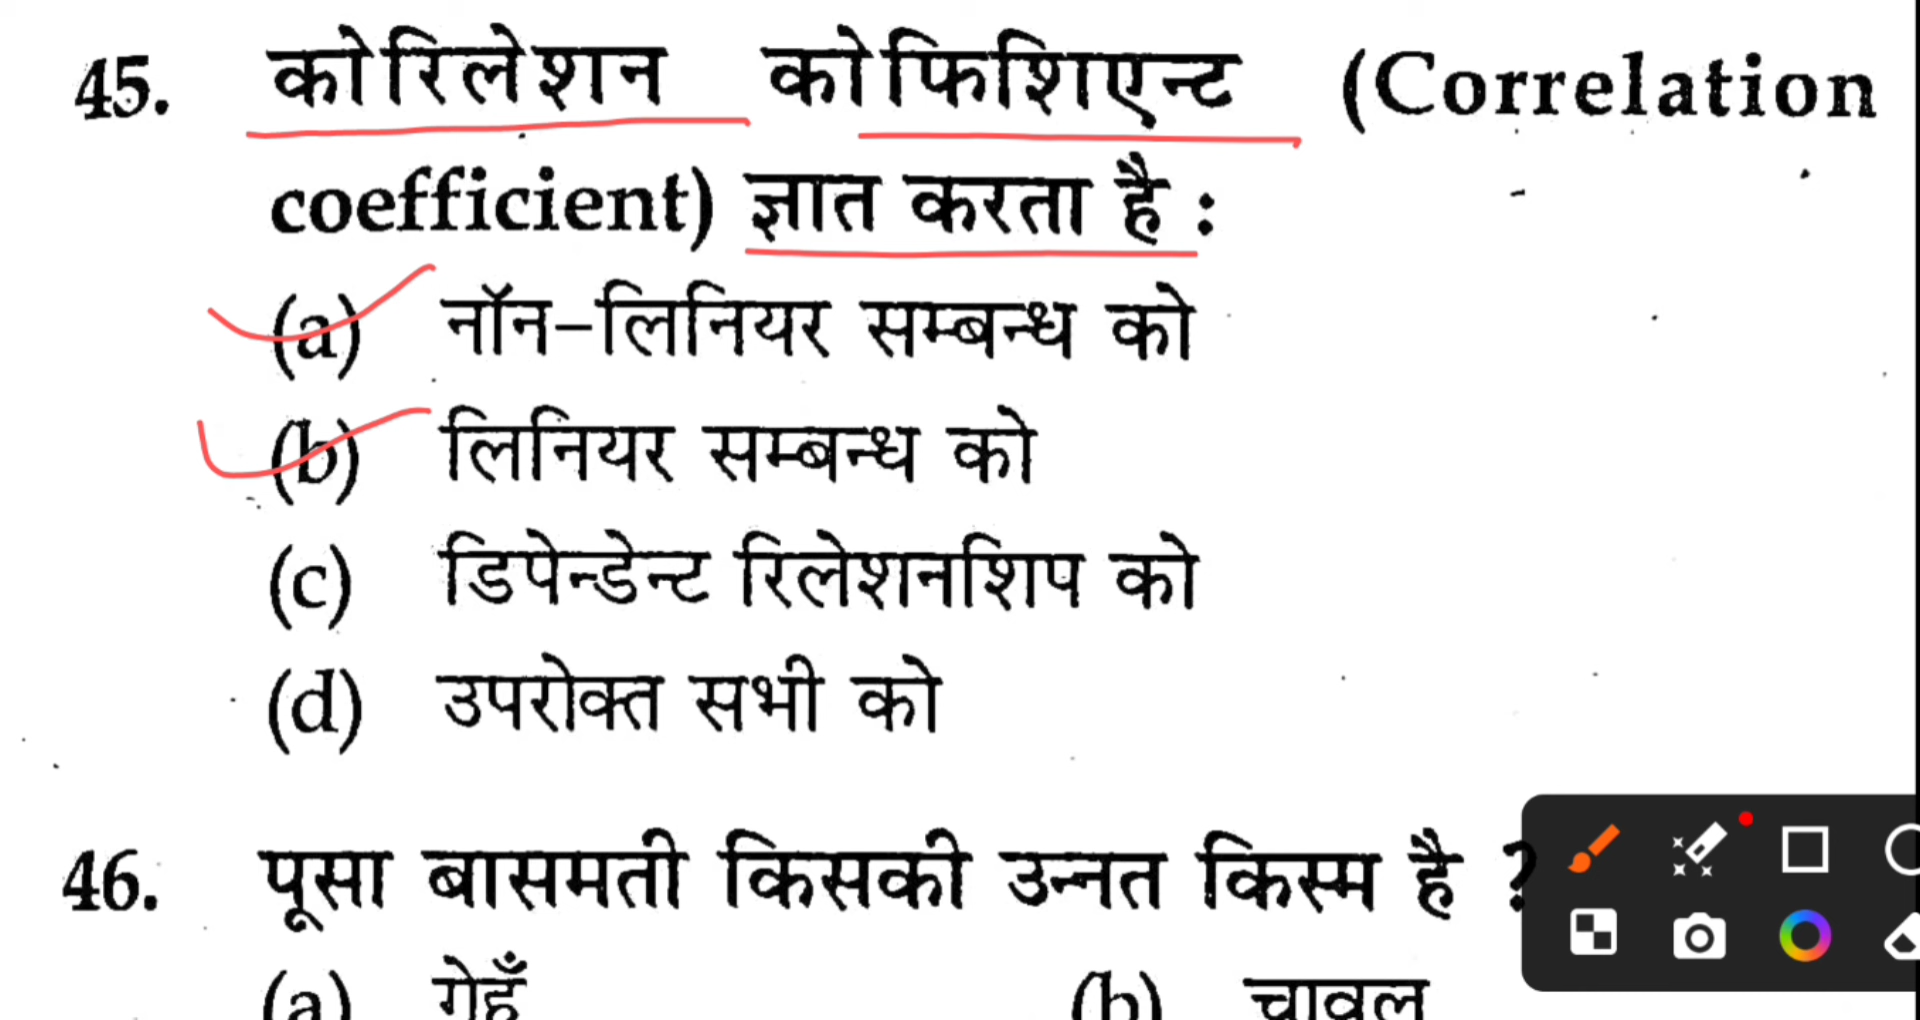 45. कोरिलेशन कोफिशिएन्ट (Correlation
coefficient) ज्ञात करता है :
(a) नॉन-लिनियर सम्बन्ध को
(b) लिनियर सम्बन्ध को
(c) डिपेन्डेन्ट रिलेशनशिप को
(d) उपरोक्त सभी को
46. पूसा बासमती किसकी उन्नत किस्म है ?
(a) गेहूँ (b) चावल